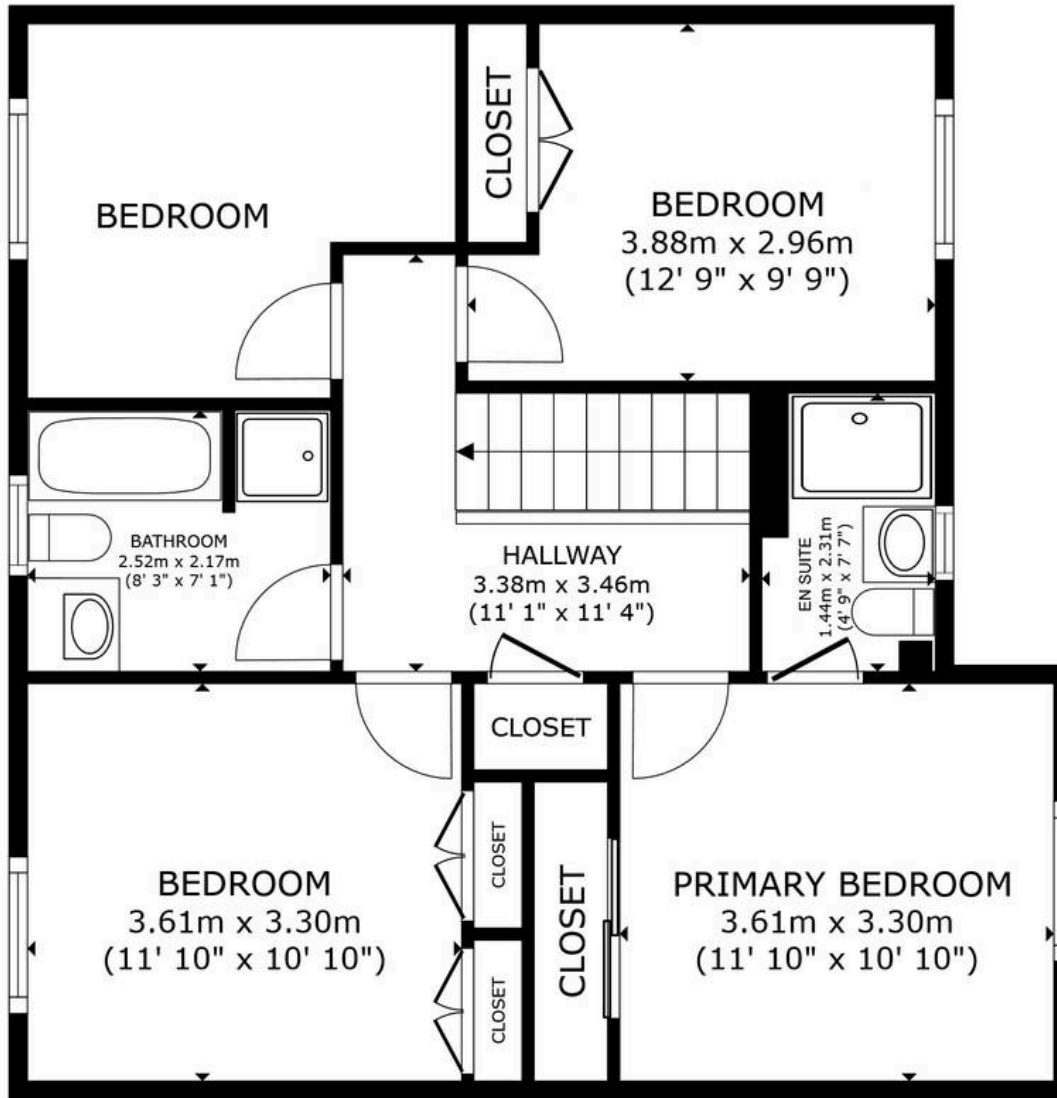 BEDROOM
CLOSET
BEDROOM
3.88m x 2.96m
(12' 9" x 9' 9")
BATHROOM
2.52m x 2.17m
(8' 3" x 7' 1")
HALLWAY
3.38m x 3.46m
(11' 1" x 11' 4")
EN SUITE
1.44m x 2.31m
(4' 9" x 7' 7")
CLOSET
BEDROOM
3.61m x 3.30m
(11' 10" x 10' 10")
CLOSET
CLOSET
CLOSET
PRIMARY BEDROOM
3.61m x 3.30m
(11' 10" x 10' 10")